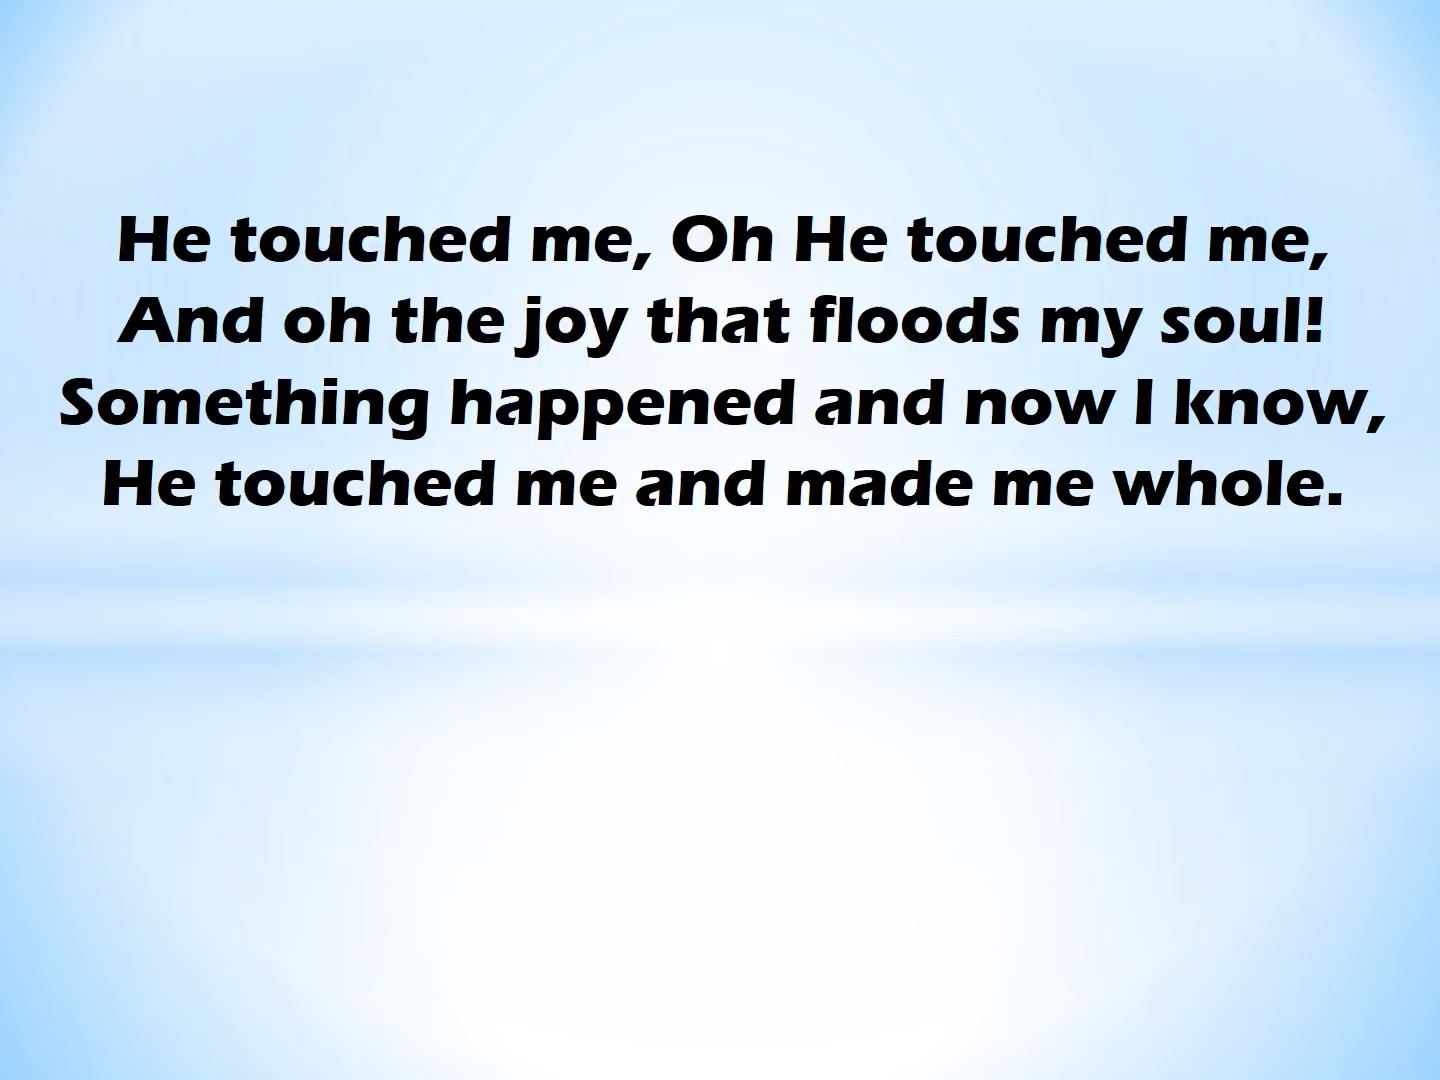 He touched me, Oh He touched me,
And oh the joy that floods my soul!
Something happened and now I know,
He touched me and made me whole.